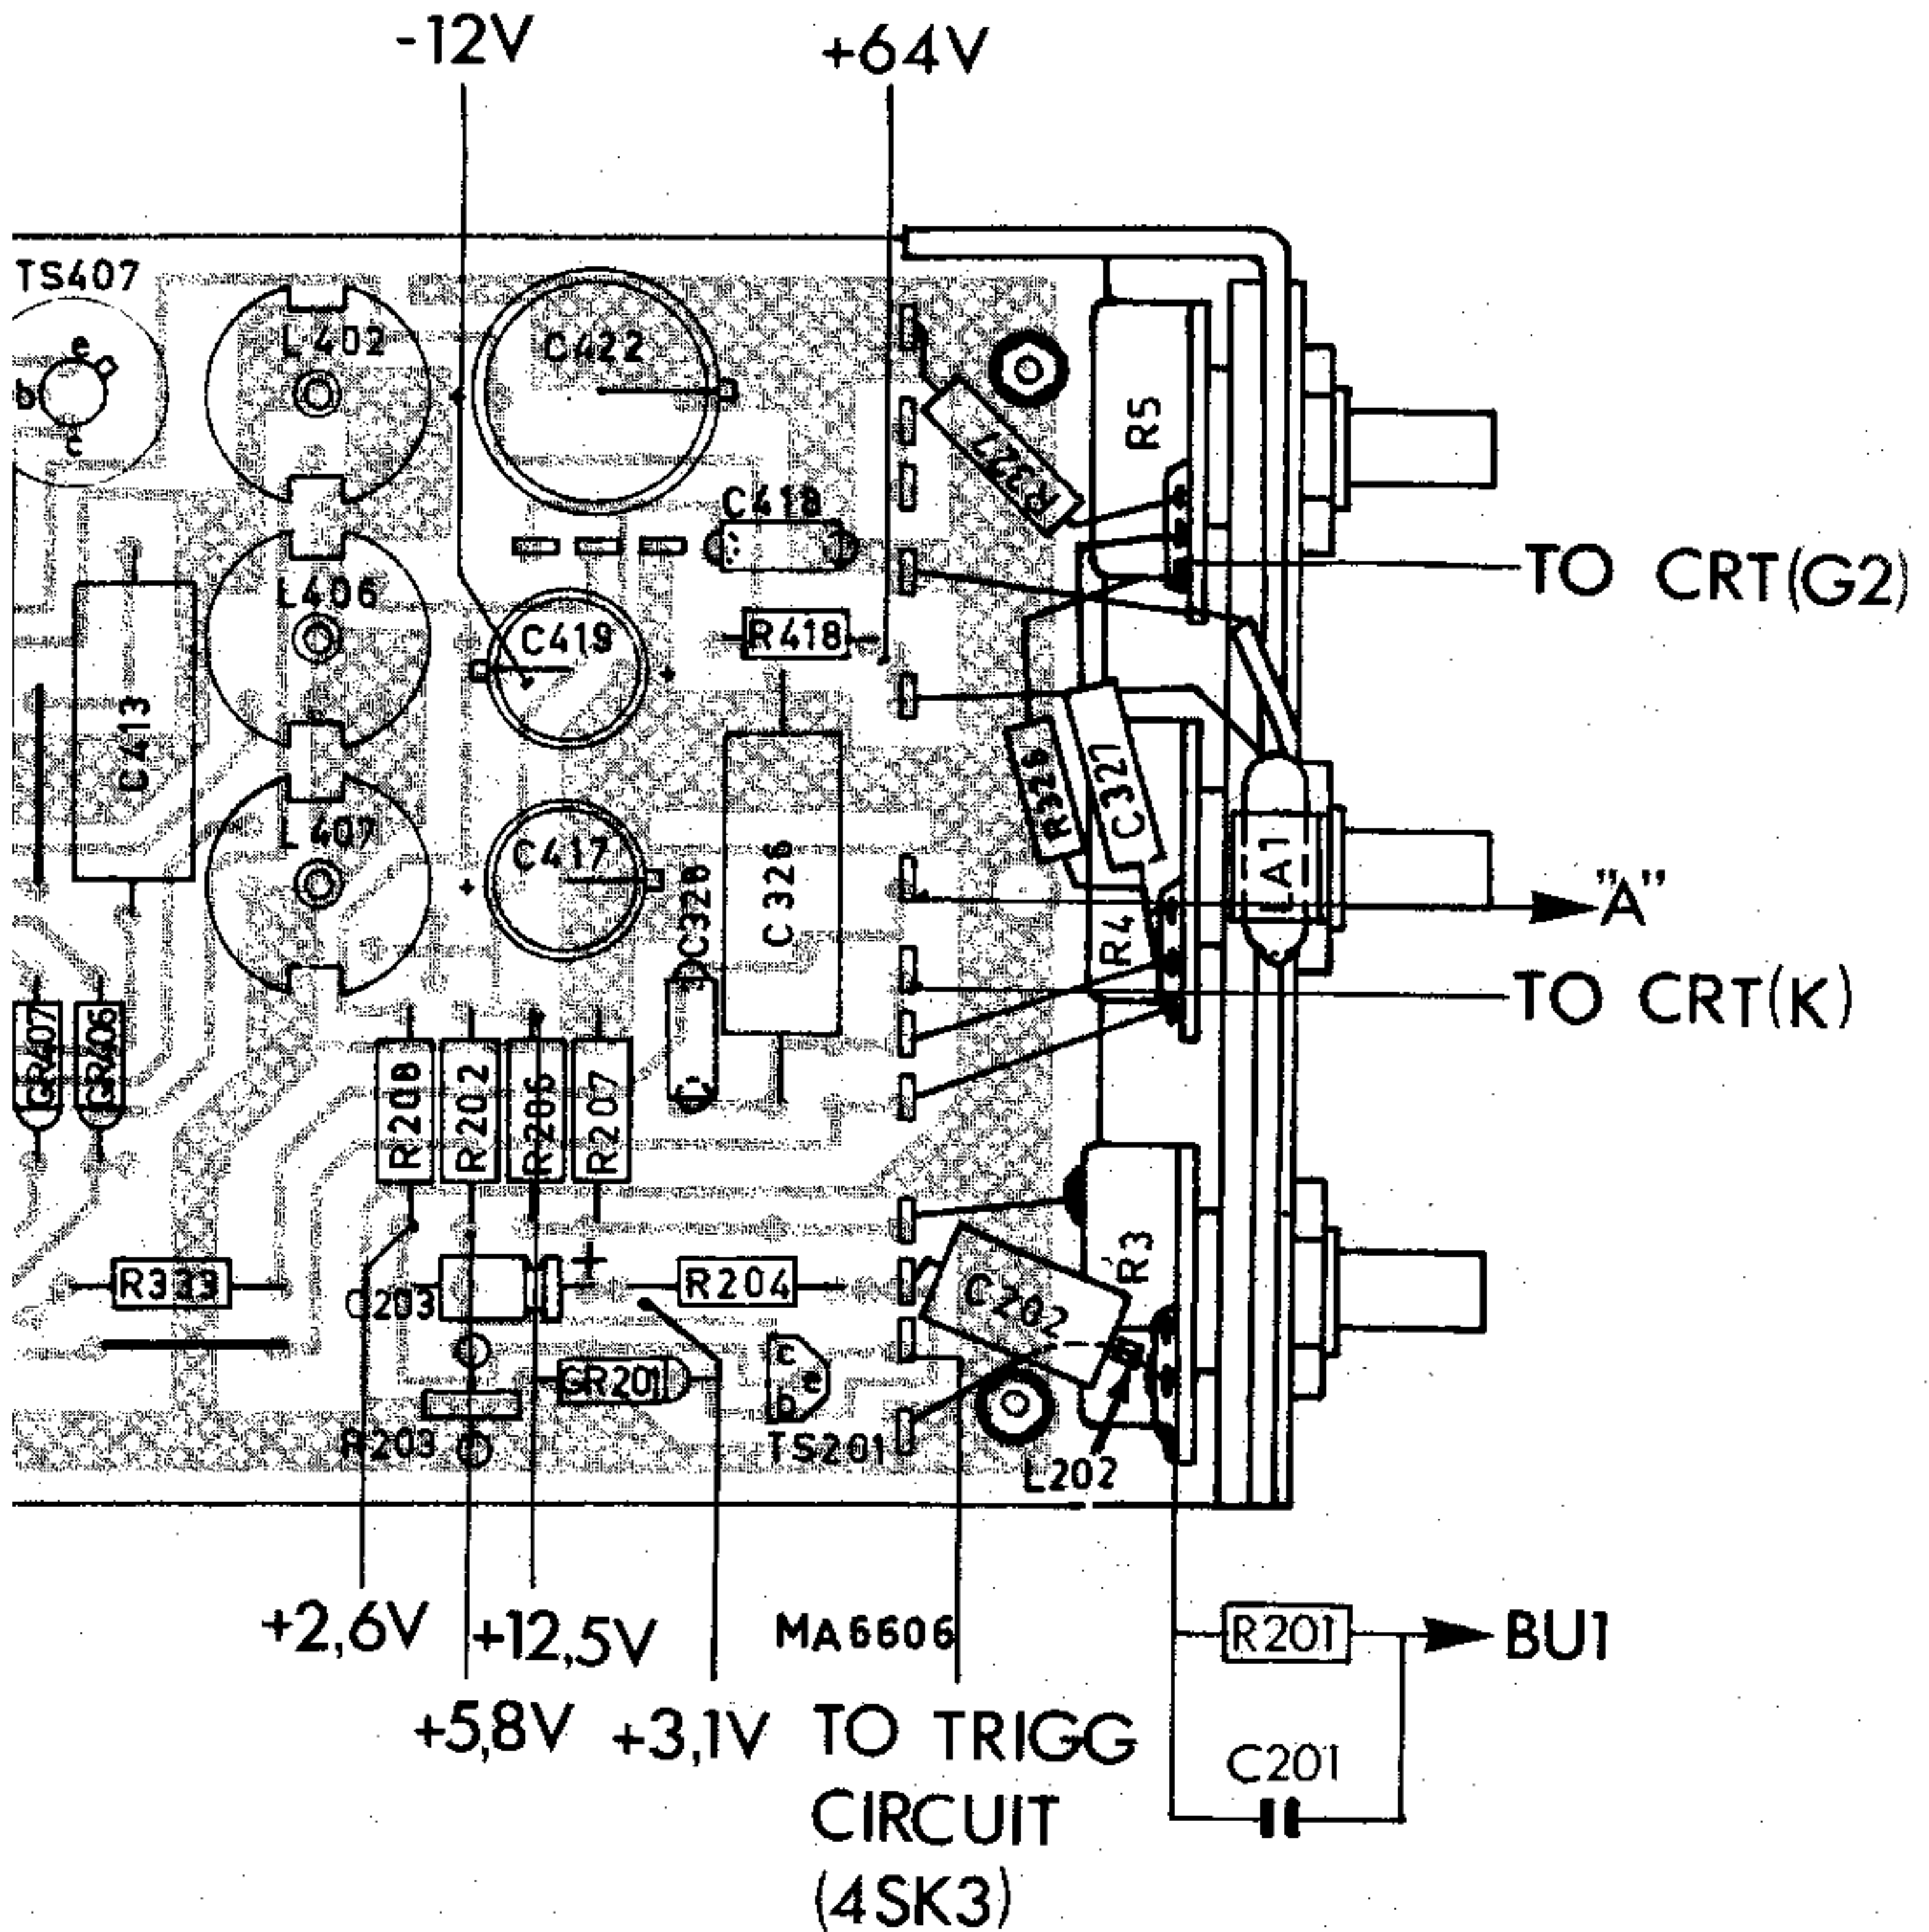 -12V
+64V
TS407
e
b
c
L402
C422
R327
R5
C418
TO CRT(G2)
L406
C419
+
R418
C413
R326
C327
L407
+
C417
C328
C326
LA1
R4
"A"
TO CRT(K)
GR407
GR406
R208
R202
R206
R207
R333
C203
+
R204
C202
R3
GR201
c
e
b
R203
TS201
L202
+2,6V
+12,5V
MA6606
R201
BU1
+5,8V
+3,1V
TO TRIGG
CIRCUIT
(4SK3)
C201